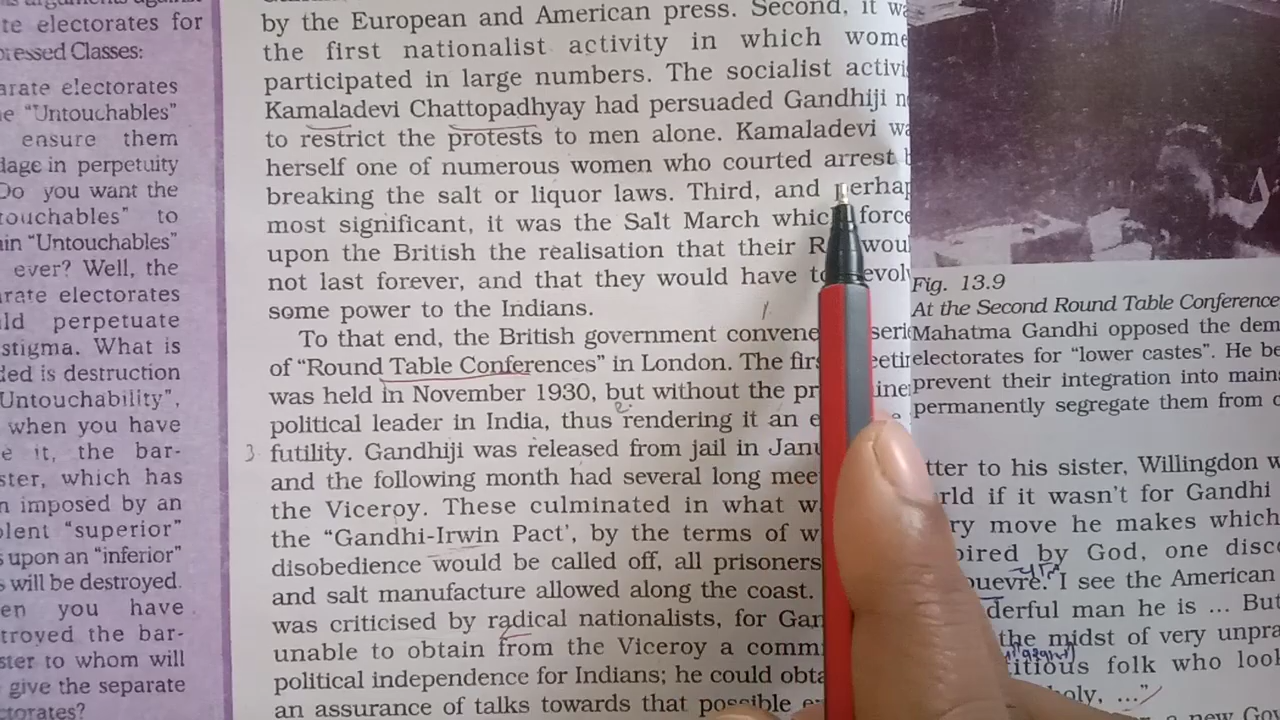 te electorates for
ressed Classes:
arate electorates
e "Untouchables"
ensure them
dage in perpetuity
Do you want the
touchables" to
in "Untouchables"
ever? Well, the
rate electorates
ld perpetuate
stigma. What is
ded is destruction
Untouchability",
when you have
e it, the bar-
ster, which has
n imposed by an
olent "superior"
s upon an "inferior"
s will be destroyed.
en you have
troyed the bar-
ster to whom will
give the separate
ctorates?
by the European and American press. Second, it wa
the first nationalist activity in which wome
participated in large numbers. The socialist activi
Kamaladevi Chattopadhyay had persuaded Gandhiji n
to restrict the protests to men alone. Kamaladevi wa
herself one of numerous women who courted arrest b
breaking the salt or liquor laws. Third, and perhap
most significant, it was the Salt March which force
upon the British the realisation that their R woul
not last forever, and that they would have to evolv
some power to the Indians.
To that end, the British government convene serie
of "Round Table Conferences" in London. The firs eetin
was held in November 1930, but without the pr inen
political leader in India, thus rendering it an e
3 futility. Gandhiji was released from jail in Janu
and the following month had several long mee
the Viceroy. These culminated in what w
the "Gandhi-Irwin Pact', by the terms of w
disobedience would be called off, all prisoners
and salt manufacture allowed along the coast.
was criticised by radical nationalists, for Gan
unable to obtain from the Viceroy a comm
political independence for Indians; he could obta
an assurance of talks towards that possible e
Fig. 13.9
At the Second Round Table Conference
Mahatma Gandhi opposed the dem
electorates for "lower castes". He be
prevent their integration into main
permanently segregate them from o
tter to his sister, Willingdon w
rld if it wasn't for Gandhi
ry move he makes which
pired by God, one disco
ouevre. I see the American
derful man he is ... But
the midst of very unpra
titious folk who look
holy, ..."
a new Gov